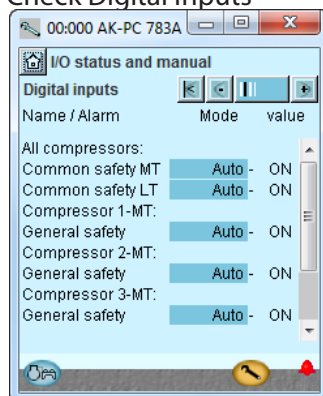 Check Digital Inputs
00:000 AK-PC 783A
I/O status and manual
Digital inputs
Name / Alarm Mode value
All compressors:
Common safety MT Auto - ON
Common safety LT Auto - ON
Compressor 1-MT:
General safety Auto - ON
Compressor 2-MT:
General safety Auto - ON
Compressor 3-MT:
General safety Auto - ON